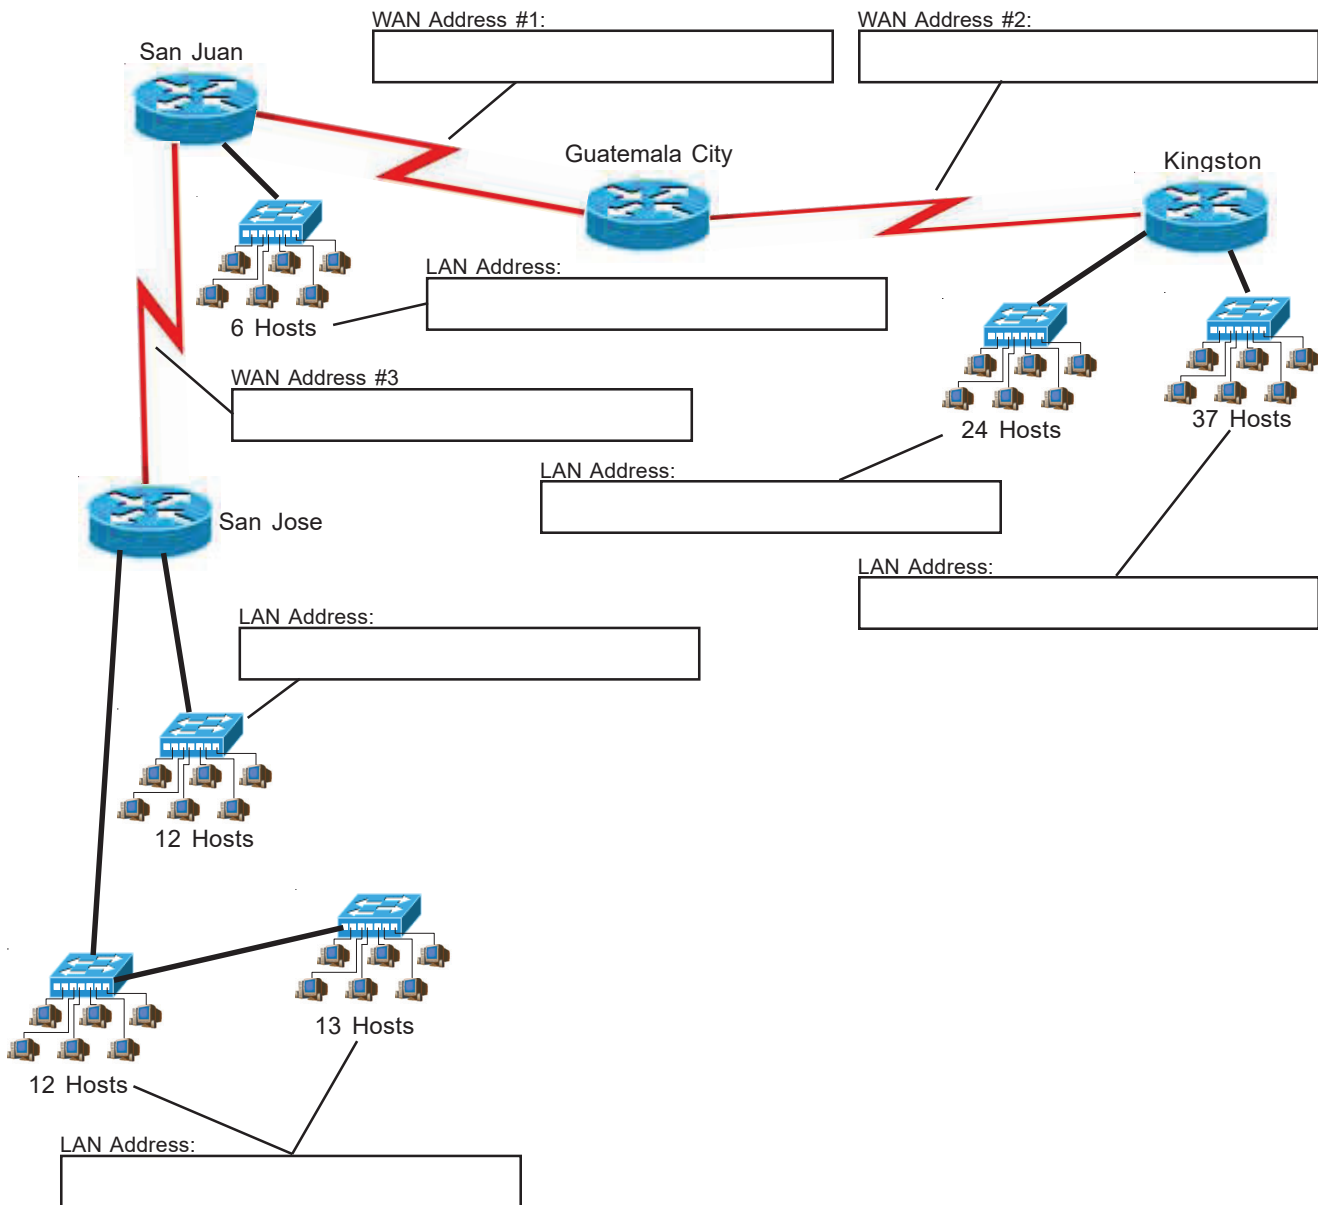 WAN Address #1:
WAN Address #2:
San Juan
Guatemala City
Kingston
LAN Address:
6 Hosts
WAN Address #3
24 Hosts
37 Hosts
LAN Address:
San Jose
LAN Address:
LAN Address:
12 Hosts
13 Hosts
12 Hosts
LAN Address: